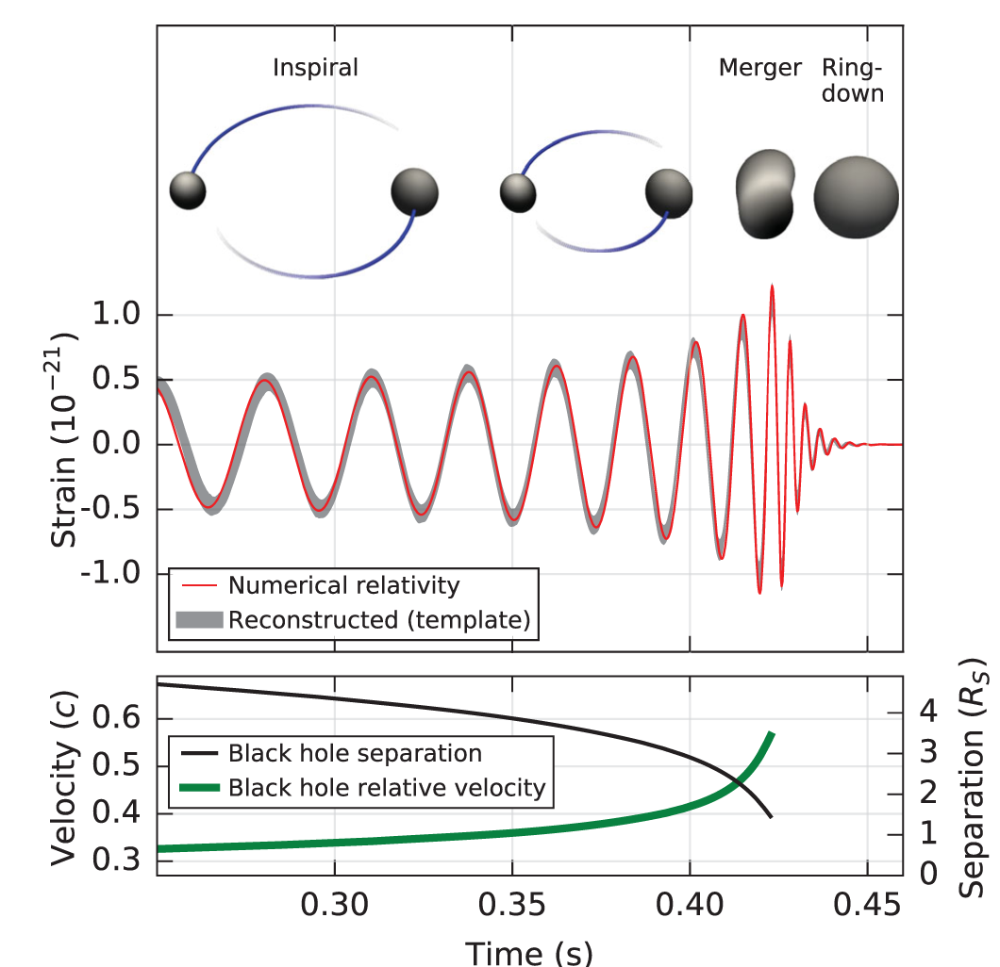 Inspiral
Merger
Ring-
down
Strain (10⁻²¹)
1.0
0.5
0.0
-0.5
-1.0
Numerical relativity
Reconstructed (template)
Velocity (c)
0.6
0.5
0.4
0.3
Black hole separation
Black hole relative velocity
4
3
2
1
0
Separation (Rₛ)
0.30 0.35 0.40 0.45
Time (s)